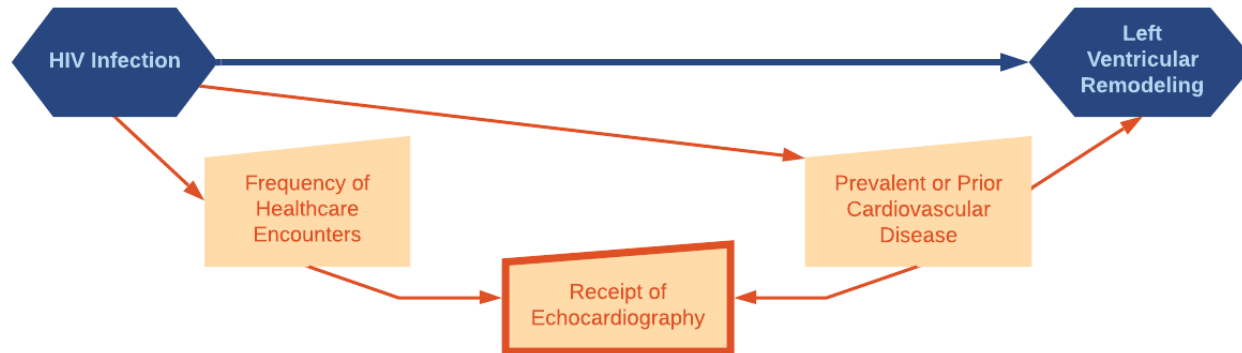 HIV Infection
Left
Ventricular
Remodeling
Frequency of
Healthcare
Encounters
Prevalent or Prior
Cardiovascular
Disease
Receipt of
Echocardiography